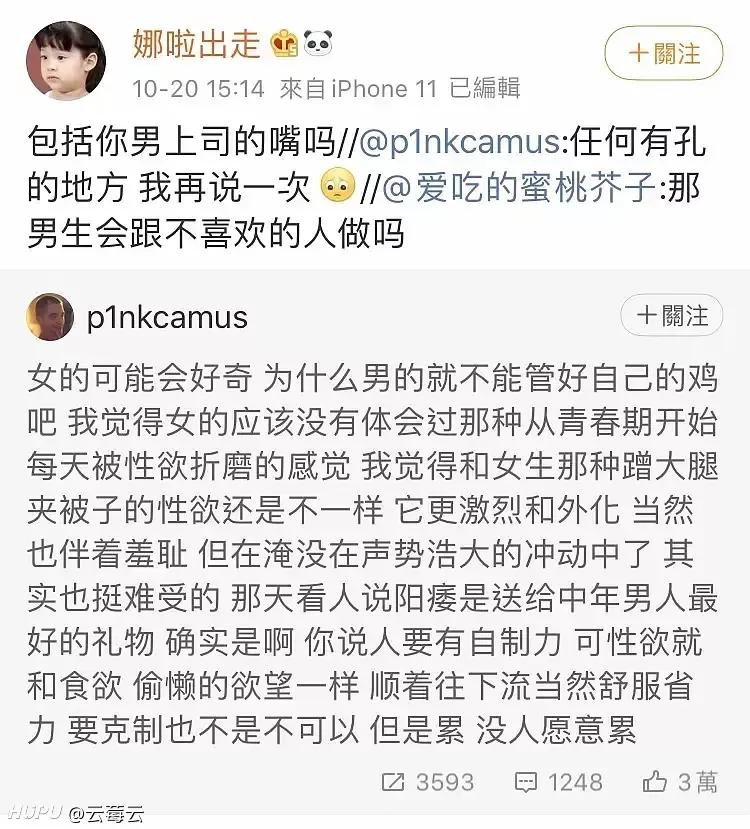 娜啦出走
+關注
10-20 15:14 來自 iPhone 11 已編輯
包括你男上司的嘴吗//@p1nkcamus:任何有孔
的地方 我再说一次 🥺//@爱吃的蜜桃芥子:那
男生会跟不喜欢的人做吗
p1nkcamus
+關注
女的可能会好奇 为什么男的就不能管好自己的鸡
吧 我觉得女的应该没有体会过那种从青春期开始
每天被性欲折磨的感觉 我觉得和女生那种蹭大腿
夹被子的性欲还是不一样 它更激烈和外化 当然
也伴着羞耻 但在淹没在声势浩大的冲动中了 其
实也挺难受的 那天看人说阳痿是送给中年男人最
好的礼物 确实是啊 你说人要有自制力 可性欲就
和食欲 偷懒的欲望一样 顺着往下流当然舒服省
力 要克制也不是不可以 但是累 没人愿意累
3593 1248 3萬
HUPU @云莓云